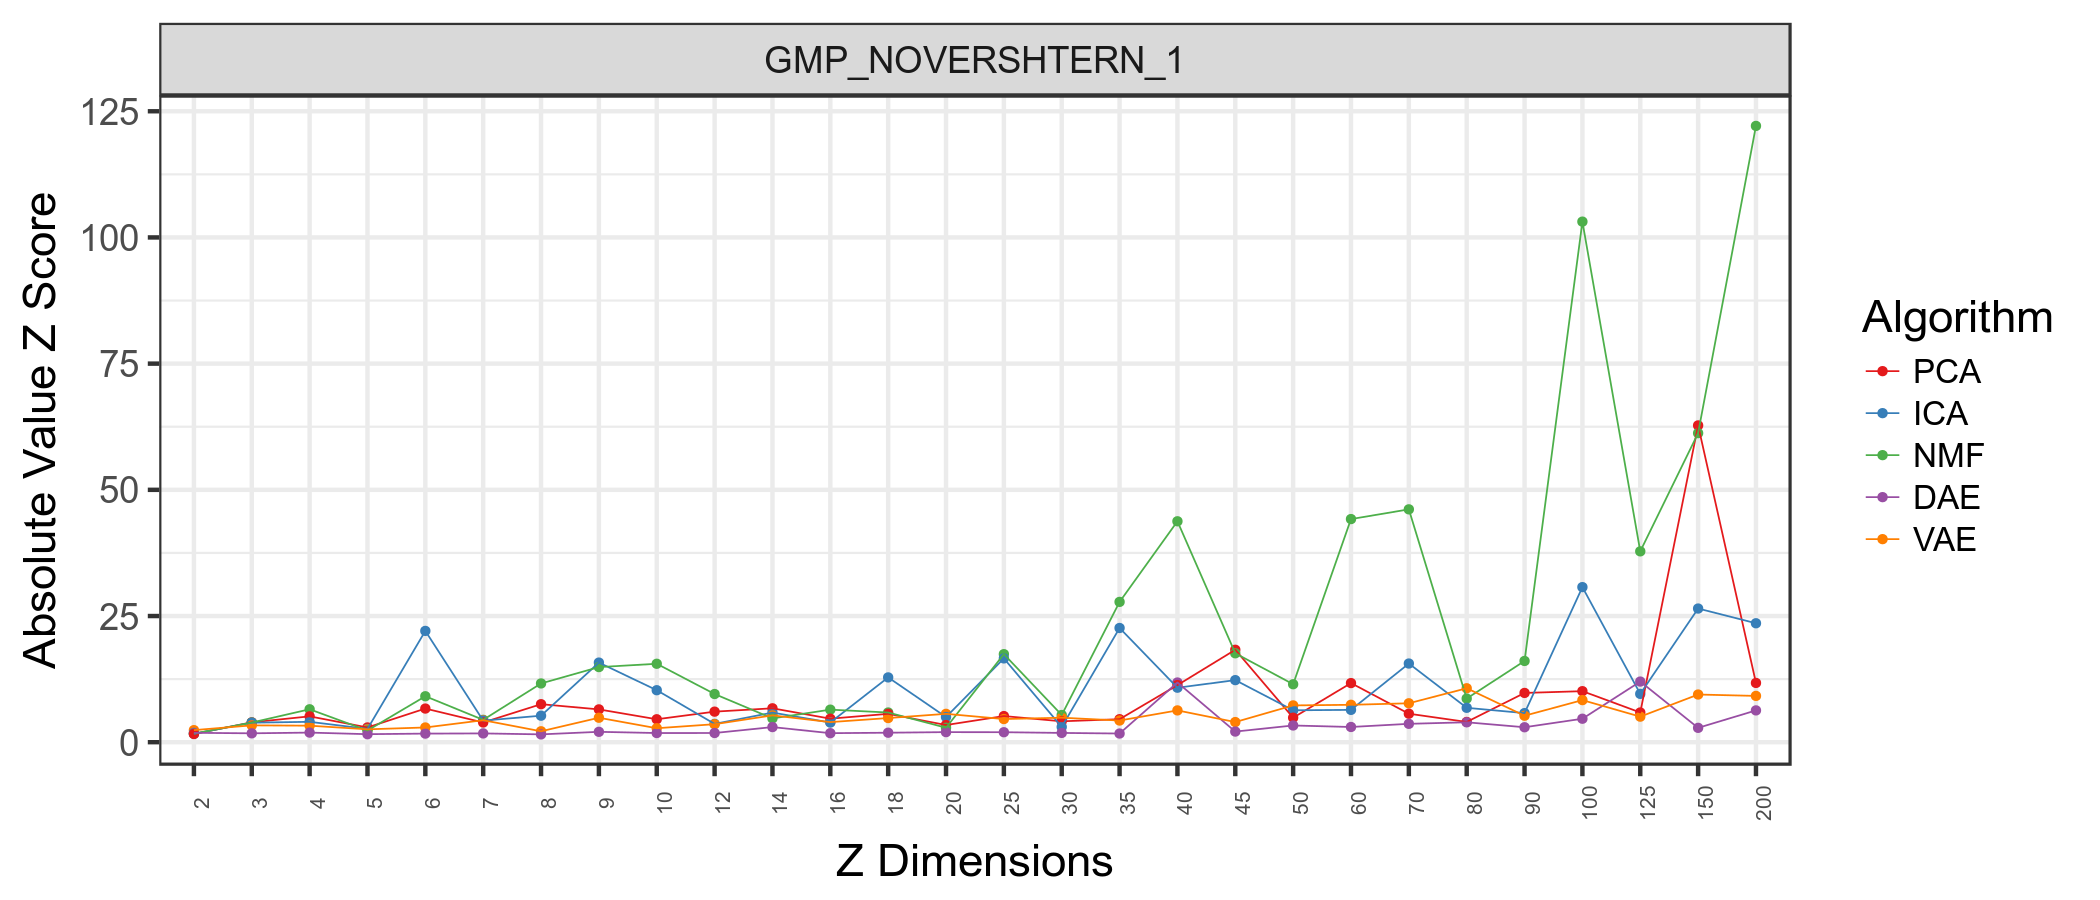 GMP_NOVERSHTERN_1
Absolute Value Z Score
125
100
75
50
25
0
2 3 4 5 6 7 8 9 10 12 14 16 18 20 25 30 35 40 45 50 60 70 80 90 100 125 150 200
Z Dimensions
Algorithm
PCA
ICA
NMF
DAE
VAE